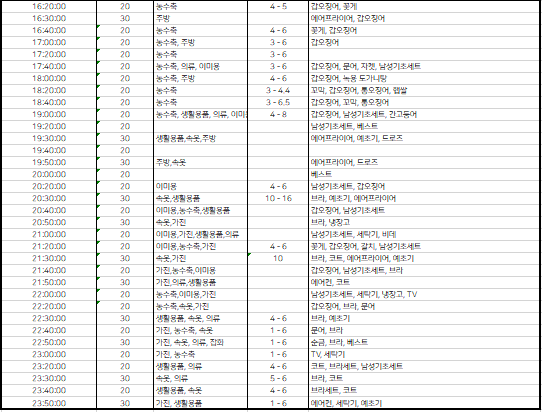 16:20:00 20 농수축 4 - 5 갑오징어, 꽃게
16:30:00 30 주방 에어프라이어, 갑오징어
16:40:00 20 농수축 4 - 6 꽃게, 갑오징어
17:00:00 20 농수축, 주방 3 - 6 갑오징어
17:20:00 20 농수축 3 - 6
17:40:00 20 농수축, 의류, 이미용 3 - 6 갑오징어, 문어, 자켓, 남성기초세트
18:00:00 20 농수축, 주방 4 - 6 갑오징어, 녹용 도가니탕
18:20:00 20 농수축 3 - 4.4 꼬막, 갑오징어, 통오징어, 햅쌀
18:40:00 20 농수축 3 - 6.5 갑오징어, 꼬막, 통오징어
19:00:00 20 농수축, 생활용품, 의류, 이미용 4 - 8 갑오징어, 남성기초세트, 간고등어
19:20:00 20 남성기초세트, 베스트
19:30:00 30 생활용품,속옷,주방 에어프라이어, 예초기, 드로즈
19:40:00 20
19:50:00 30 주방,속옷 에어프라이어, 드로즈
20:00:00 20 베스트
20:20:00 20 이미용 4 - 6 남성기초세트, 갑오징어
20:30:00 30 속옷,생활용품 10 - 16 브라, 예초기, 에어프라이어
20:40:00 20 이미용,농수축,생활용품 갑오징어, 남성기초세트
20:50:00 30 속옷,가전 브라, 냉장고
21:00:00 20 이미용,가전,생활용품,의류 남성기초세트, 세탁기, 비데
21:20:00 20 이미용,농수축,가전 4 - 6 꽃게, 갑오징어, 갈치, 남성기초세트
21:30:00 30 속옷,가전 10 브라, 코트, 에어프라이어, 예초기
21:40:00 20 가전,농수축,이미용 갑오징어, 남성기초세트, 브라
21:50:00 30 가전,의류,생활용품 에어컨, 코트
22:00:00 20 농수축,이미용,가전 남성기초세트, 세탁기, 냉장고, TV
22:20:00 20 농수축,속옷,가전 갑오징어, 브라, 문어
22:30:00 30 생활용품, 속옷, 의류 4 - 6 브라, 예초기
22:40:00 20 가전, 농수축, 속옷 1 - 6 문어, 브라
22:50:00 30 가전, 속옷, 의류, 잡화 1 - 6 순금, 브라, 베스트
23:00:00 20 가전, 농수축 1 - 6 TV, 세탁기
23:20:00 20 생활용품, 의류 4 - 6 코트, 브라세트, 남성기초세트
23:30:00 30 속옷, 의류 5 - 6 브라, 코트
23:40:00 20 생활용품, 속옷 4 - 6 브라세트, 코트
23:50:00 30 가전, 생활용품 1 - 6 에어컨, 세탁기, 예초기